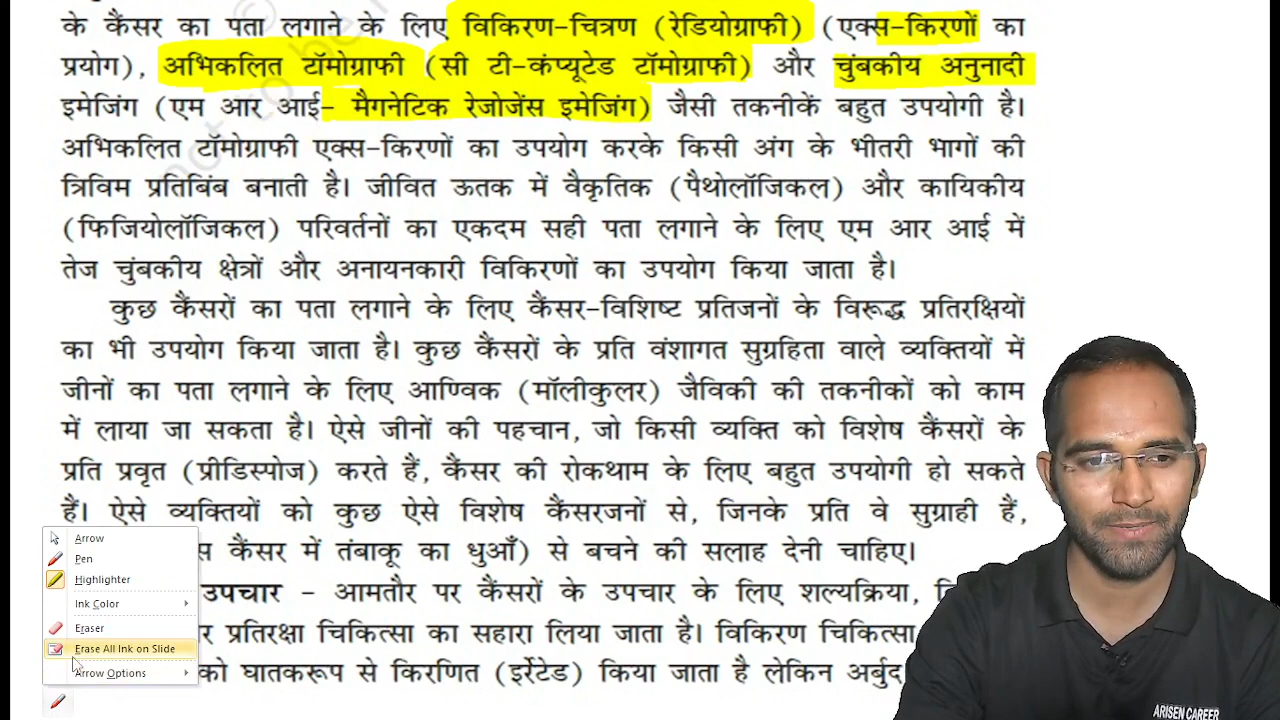 के कैंसर का पता लगाने के लिए विकिरण-चित्रण (रेडियोग्राफी) (एक्स-किरणों का
प्रयोग), अभिकलित टॉमोग्राफी (सी टी-कंप्यूटेड टॉमोग्राफी) और चुंबकीय अनुनादी
इमेजिंग (एम आर आई- मैगनेटिक रेजोजेंस इमेजिंग) जैसी तकनीकें बहुत उपयोगी है।
अभिकलित टॉमोग्राफी एक्स-किरणों का उपयोग करके किसी अंग के भीतरी भागों की
त्रिविम प्रतिबिंब बनाती है। जीवित ऊतक में वैकृतिक (पैथोलॉजिकल) और कायिकीय
(फिजियोलॉजिकल) परिवर्तनों का एकदम सही पता लगाने के लिए एम आर आई में
तेज चुंबकीय क्षेत्रों और अनायनकारी विकिरणों का उपयोग किया जाता है।
कुछ कैंसरों का पता लगाने के लिए कैंसर-विशिष्ट प्रतिजनों के विरूद्ध प्रतिरक्षियों
का भी उपयोग किया जाता है। कुछ कैंसरों के प्रति वंशागत सुग्रहिता वाले व्यक्तियों में
जीनों का पता लगाने के लिए आण्विक (मॉलीकुलर) जैविकी की तकनीकों को काम
में लाया जा सकता है। ऐसे जीनों की पहचान, जो किसी व्यक्ति को विशेष कैंसरों के
प्रति प्रवृत (प्रीडिस्पोज) करते हैं, कैंसर की रोकथाम के लिए बहुत उपयोगी हो सकते
हैं। ऐसे व्यक्तियों को कुछ ऐसे विशेष कैंसरजनों से, जिनके प्रति वे सुग्राही हैं,
कैंसर में तंबाकू का धुआँ) से बचने की सलाह देनी चाहिए।
उपचार - आमतौर पर कैंसरों के उपचार के लिए शल्यक्रिया,
प्रतिरक्षा चिकित्सा का सहारा लिया जाता है। विकिरण चिकित्सा
को घातकरूप से किरणित (इर्रेटेड) किया जाता है लेकिन अर्बुद
Arrow
Pen
Highlighter
Ink Color
Eraser
Erase All Ink on Slide
Arrow Options
ARISEN CAREER